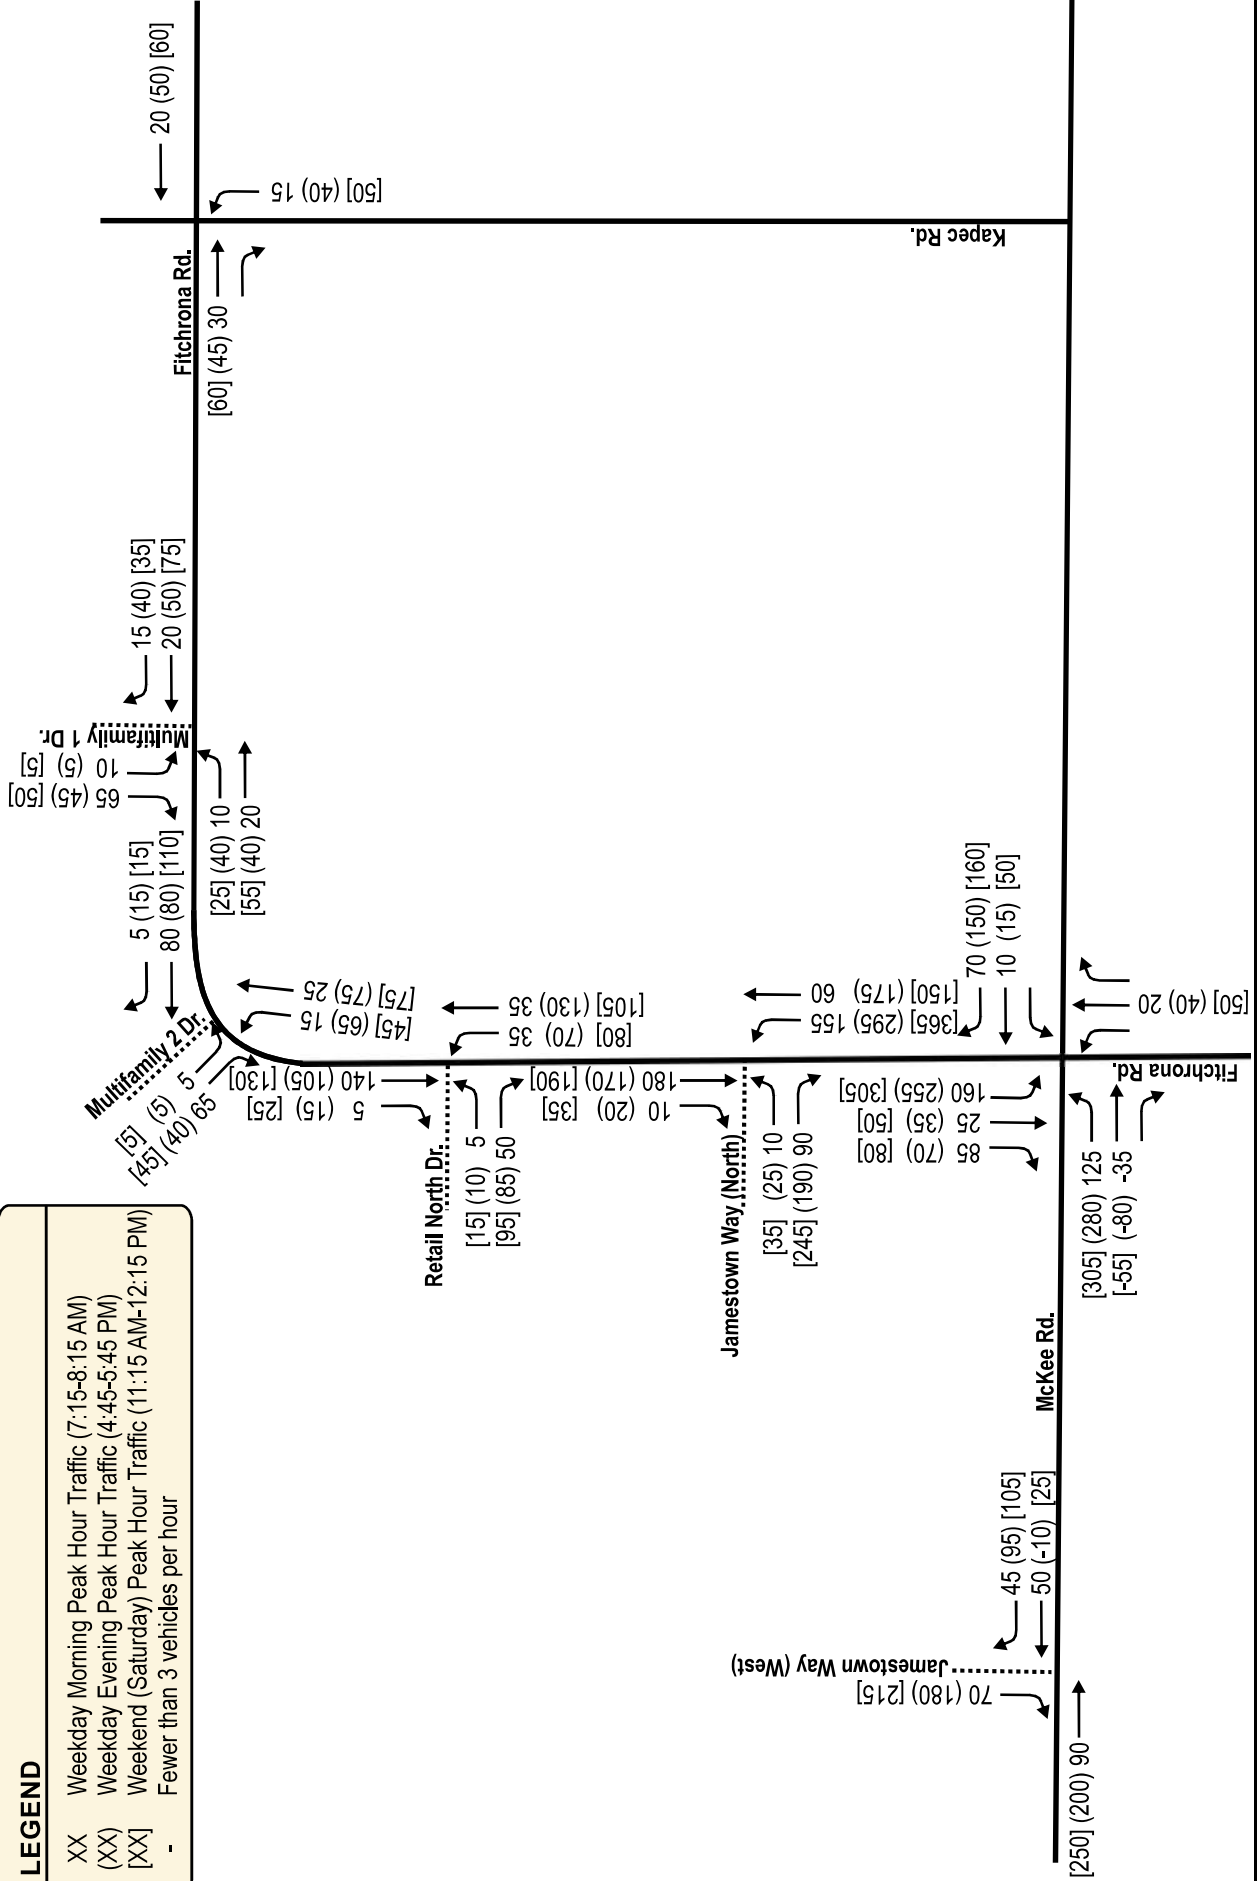 LEGEND
XX Weekday Morning Peak Hour Traffic (7:15-8:15 AM)
(XX) Weekday Evening Peak Hour Traffic (4:45-5:45 PM)
[XX] Weekend (Saturday) Peak Hour Traffic (11:15 AM-12:15 PM)
- Fewer than 3 vehicles per hour
20 (50) [60]
[50] (40) 15
Kapec Rd.
Fitchrona Rd.
[60] (45) 30
15 (40) [35]
20 (50) [75]
Multifamily 1 Dr.
10 (5) [5]
65 (45) [50]
5 (15) [15]
80 (80) [110]
[25] (40) 10
[55] (40) 20
Multifamily 2 Dr.
[5] (5) 5
[45] (40) 65
[75] (75) 25
[45] (65) 15
140 (105) [130]
5 (15) [25]
[105] (130) 35
[80] (70) 35
Retail North Dr.
[15] (10) 5
[95] (85) 50
180 (170) [190]
10 (20) [35]
[150] (175) 60
[365] (295) 155
Jamestown Way (North)
[35] (25) 10
[245] (190) 90
70 (150) [160]
10 (15) [50]
160 (255) [305]
25 (35) [50]
85 (70) [80]
[50] (40) 20
Fitchrona Rd.
[305] (280) 125
[-55] (-80) -35
McKee Rd.
45 (95) [105]
50 (-10) [25]
Jamestown Way (West)
70 (180) [215]
[250] (200) 90